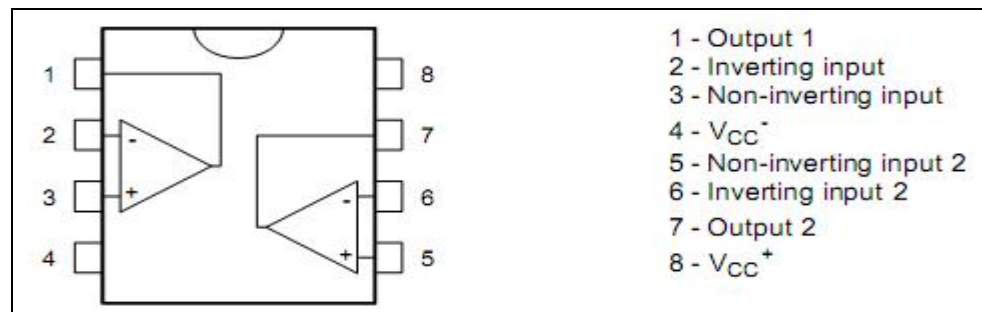 1
2
3
4
-
+
8
7
6
5
-
+
1 - Output 1
2 - Inverting input
3 - Non-inverting input
4 - VCC-
5 - Non-inverting input 2
6 - Inverting input 2
7 - Output 2
8 - VCC+